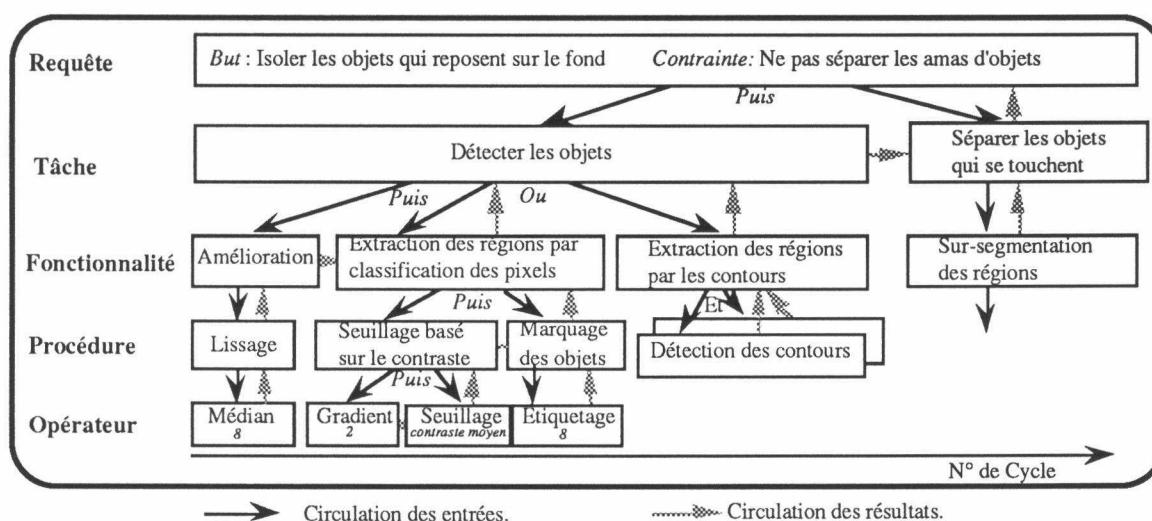 Requête
But : Isoler les objets qui reposent sur le fond
Contrainte: Ne pas séparer les amas d'objets
Puis
Tâche
Détecter les objets
Séparer les objets
qui se touchent
Puis
Ou
Fonctionnalité
Amélioration
Extraction des régions par
classification des pixels
Extraction des régions
par les contours
Sur-segmentation
des régions
Puis
Et
Procédure
Lissage
Seuillage basé
sur le contraste
Marquage
des objets
Détection des contours
Puis
Opérateur
Médian
8
Gradient
2
Seuillage
contraste moyen
Etiquetage
8
N° de Cycle
Circulation des entrées.
Circulation des résultats.